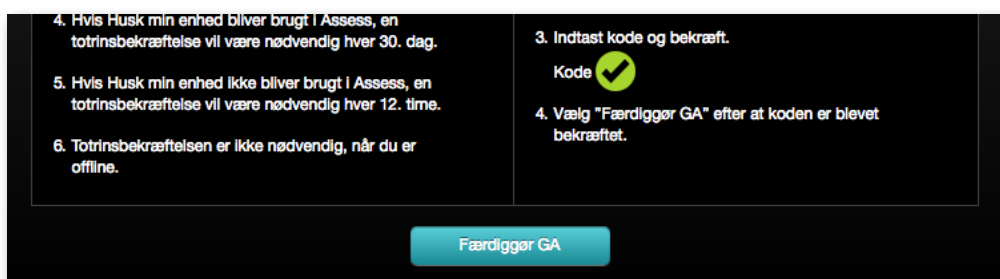 4. Hvis Husk min enhed bliver brugt i Assess, en
totrinsbekræftelse vil være nødvendig hver 30. dag.
5. Hvis Husk min enhed ikke bliver brugt i Assess, en
totrinsbekræftelse vil være nødvendig hver 12. time.
6. Totrinsbekræftelsen er ikke nødvendig, når du er
offline.
3. Indtast kode og bekræft.
Kode
4. Vælg "Færdiggør GA" efter at koden er blevet
bekræftet.
Færdiggør GA